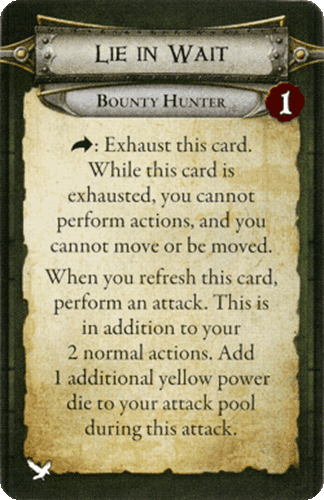 Lie in Wait
Bounty Hunter
1
: Exhaust this card.
While this card is
exhausted, you cannot
perform actions, and you
cannot move or be moved.
When you refresh this card,
perform an attack. This is
in addition to your
2 normal actions. Add
1 additional yellow power
die to your attack pool
during this attack.